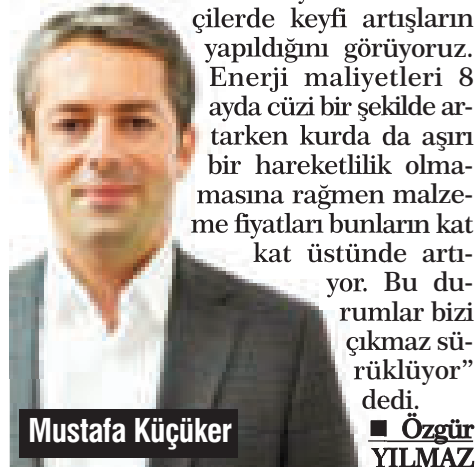 çilerde keyfi artışların
yapıldığını görüyoruz.
Enerji maliyetleri 8
ayda cüzi bir şekilde ar-
tarken kurda da aşırı
bir hareketlilik olma-
masına rağmen malze-
me fiyatları bunların kat
kat üstünde artı-
yor. Bu du-
rumlar bizi
çıkmaz sü-
rüklüyor”
dedi.
■ Özgür
YILMAZ
Mustafa Küçüker